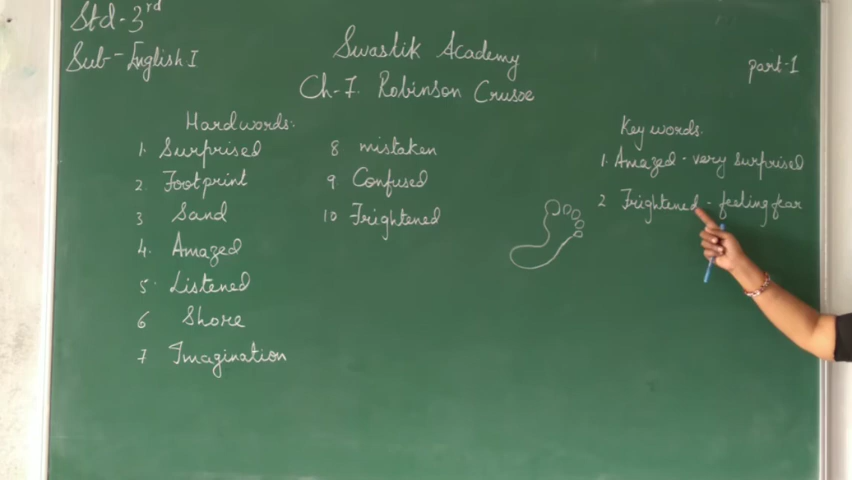 Std-3rd
Sub-English I
Swastik Academy
part-1
Ch-7. Robinson Crusoe
Hard words:
1. Surprised
2. Footprint
3 Sand
4. Amazed
5. Listened
6 Shore
7 Imagination
8 mistaken
9 Confused
10 Frightened
Key words.
1. Amazed - very surprised
2 Frightened - feeling fear